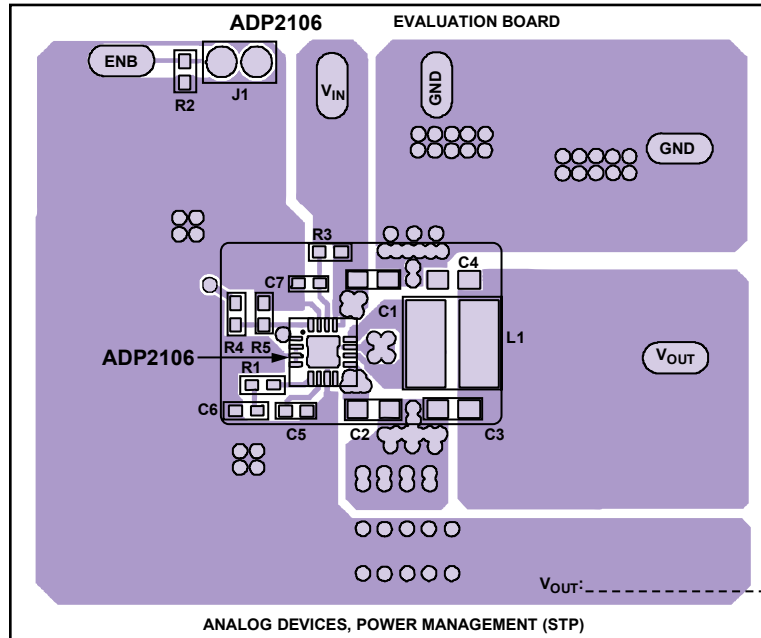 ADP2106 EVALUATION BOARD
ENB
R2
J1
VIN
GND
GND
R3
C7
C4
C1
L1
R4 R5
ADP2106
R1
C6
C5
C2
C3
VOUT
VOUT:
ANALOG DEVICES, POWER MANAGEMENT (STP)